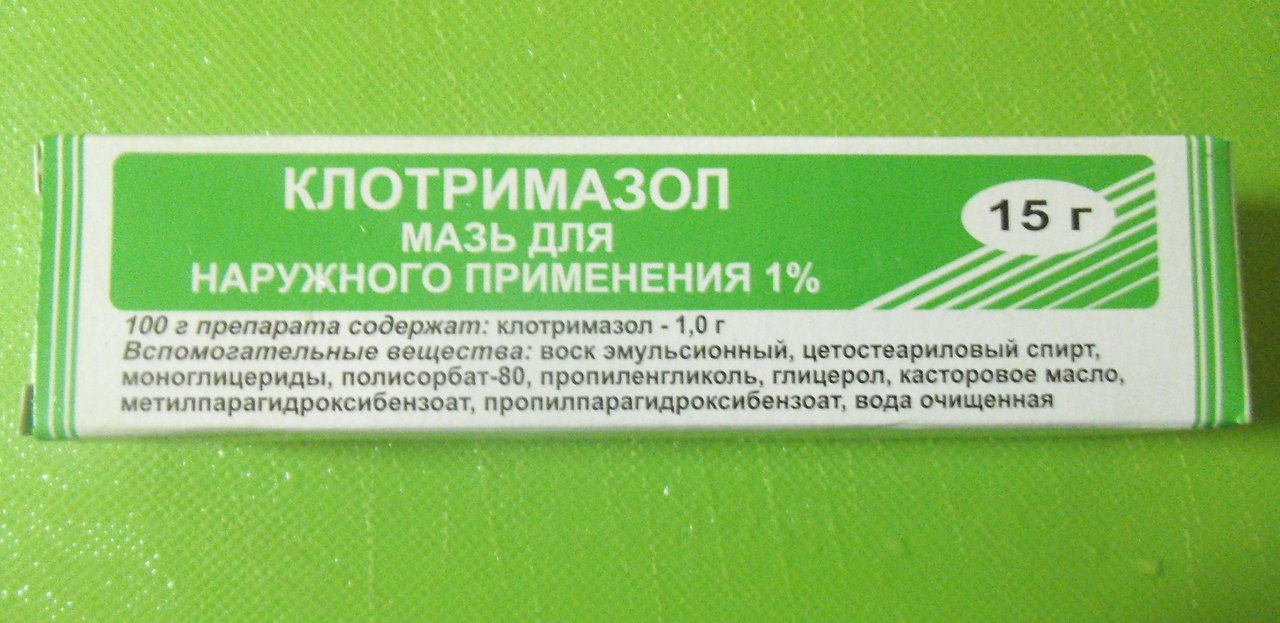 КЛОТРИМАЗОЛ
МАЗЬ ДЛЯ
НАРУЖНОГО ПРИМЕНЕНИЯ 1%
15 г
100 г препарата содержат: клотримазол - 1,0 г
Вспомогательные вещества: воск эмульсионный, цетостеариловый спирт,
моноглицериды, полисорбат-80, пропиленгликоль, глицерол, касторовое масло,
метилпарагидроксибензоат, пропилпарагидроксибензоат, вода очищенная